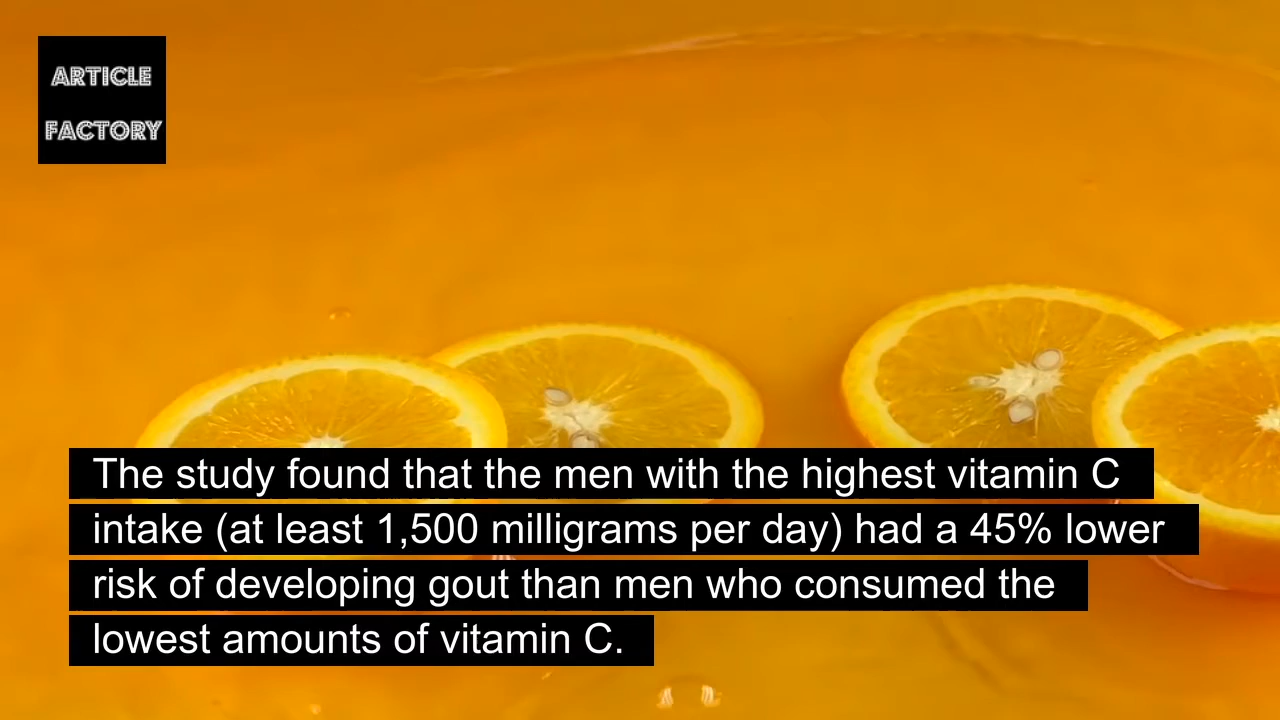 ARTICLE
FACTORY
The study found that the men with the highest vitamin C
intake (at least 1,500 milligrams per day) had a 45% lower
risk of developing gout than men who consumed the
lowest amounts of vitamin C.